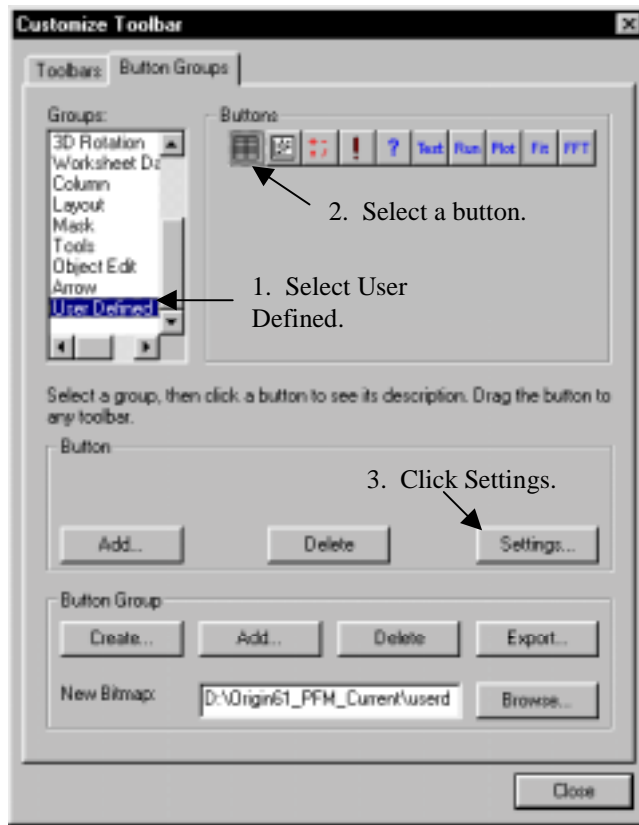 Customize Toolbar
Toolbars Button Groups
Groups:
3D Rotation
Worksheet Da
Column
Layout
Mask
Tools
Object Edit
Arrow
User Defined
Buttons
! ? Text Run Plot Fit FFT
2. Select a button.
1. Select User
Defined.
Select a group, then click a button to see its description. Drag the button to
any toolbar.
Button
3. Click Settings.
Add... Delete Settings...
Button Group
Create... Add... Delete Export...
New Bitmap: D:\Origin61_PFM_Current\userd Browse...
Close